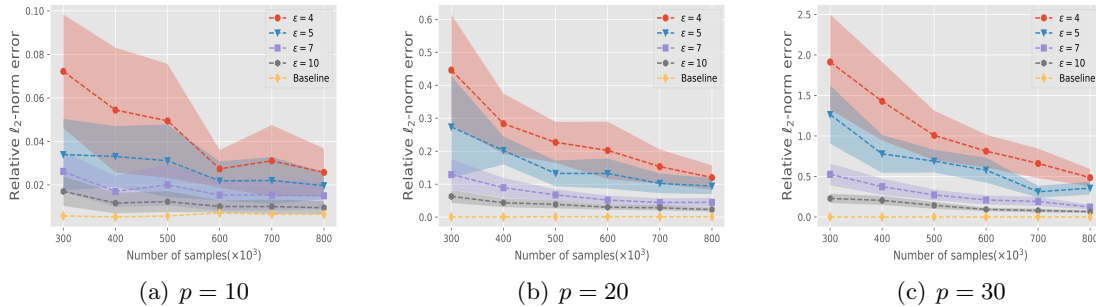 0.10
0.08
0.06
0.04
0.02
Relative ℓ₂-norm error
ε = 4
ε = 5
ε = 7
ε = 10
Baseline
300 400 500 600 700 800
Number of samples(×10³)
(a) p = 10
0.6
0.5
0.4
0.3
0.2
0.1
0.0
Relative ℓ₂-norm error
ε = 4
ε = 5
ε = 7
ε = 10
Baseline
300 400 500 600 700 800
Number of samples(×10³)
(b) p = 20
2.5
2.0
1.5
1.0
0.5
0.0
Relative ℓ₂-norm error
ε = 4
ε = 5
ε = 7
ε = 10
Baseline
300 400 500 600 700 800
Number of samples(×10³)
(c) p = 30